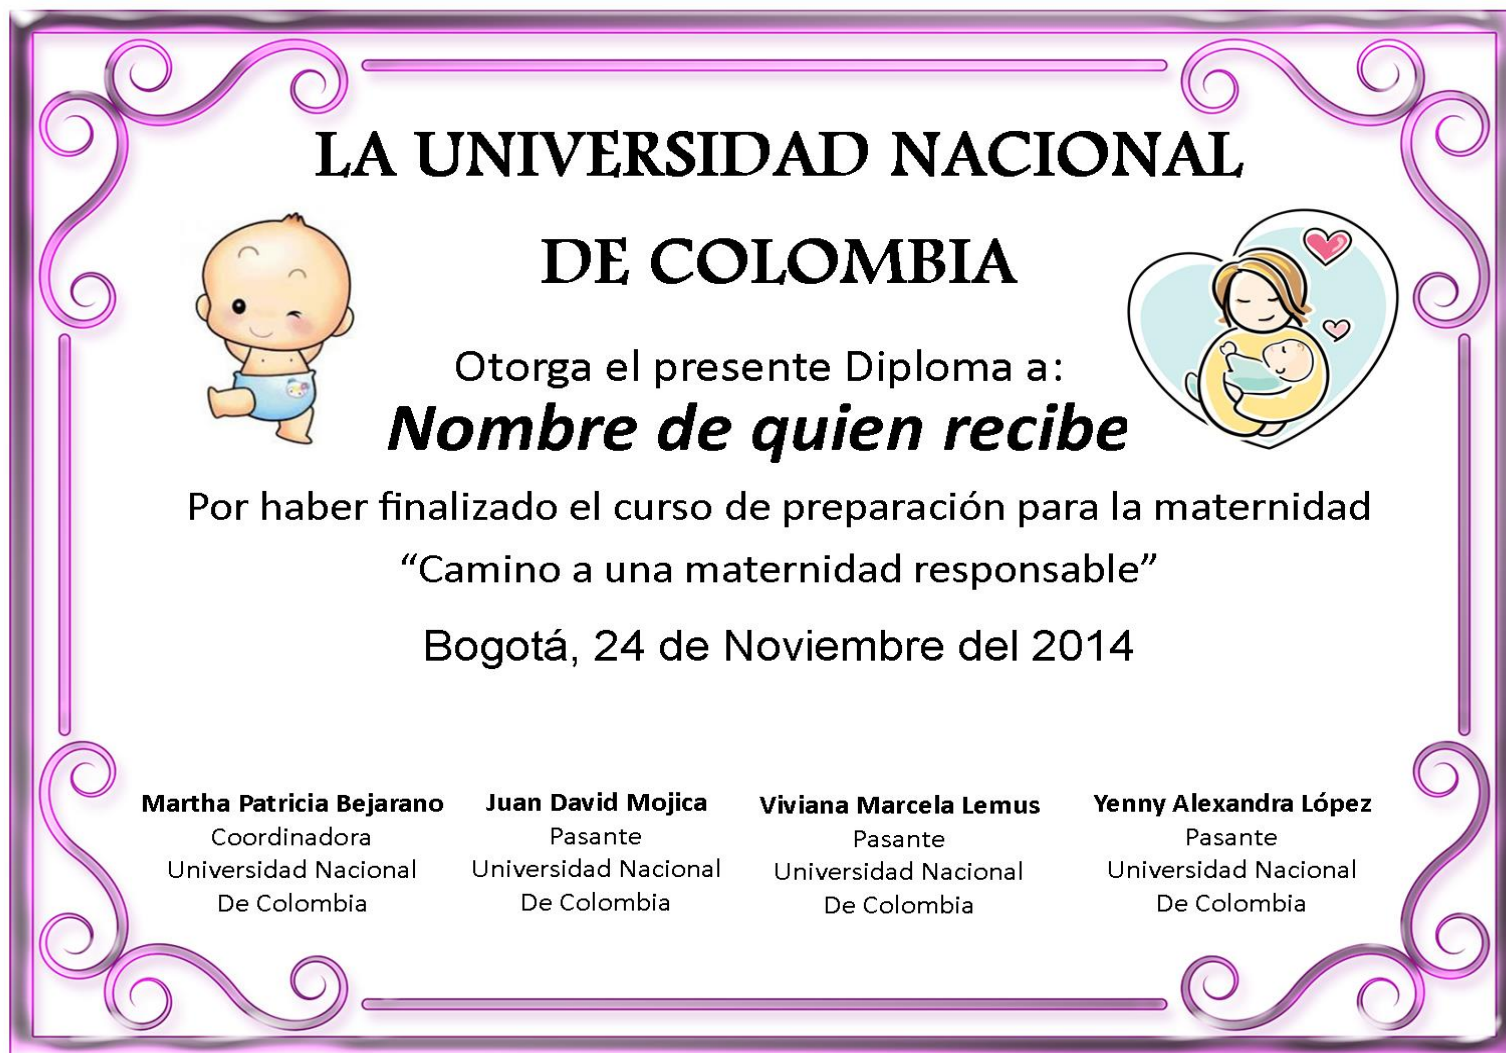 LA UNIVERSIDAD NACIONAL
DE COLOMBIA
Otorga el presente Diploma a:
Nombre de quien recibe
Por haber finalizado el curso de preparación para la maternidad
“Camino a una maternidad responsable”
Bogotá, 24 de Noviembre del 2014
Martha Patricia Bejarano
Coordinadora
Universidad Nacional
De Colombia
Juan David Mojica
Pasante
Universidad Nacional
De Colombia
Viviana Marcela Lemus
Pasante
Universidad Nacional
De Colombia
Yenny Alexandra López
Pasante
Universidad Nacional
De Colombia